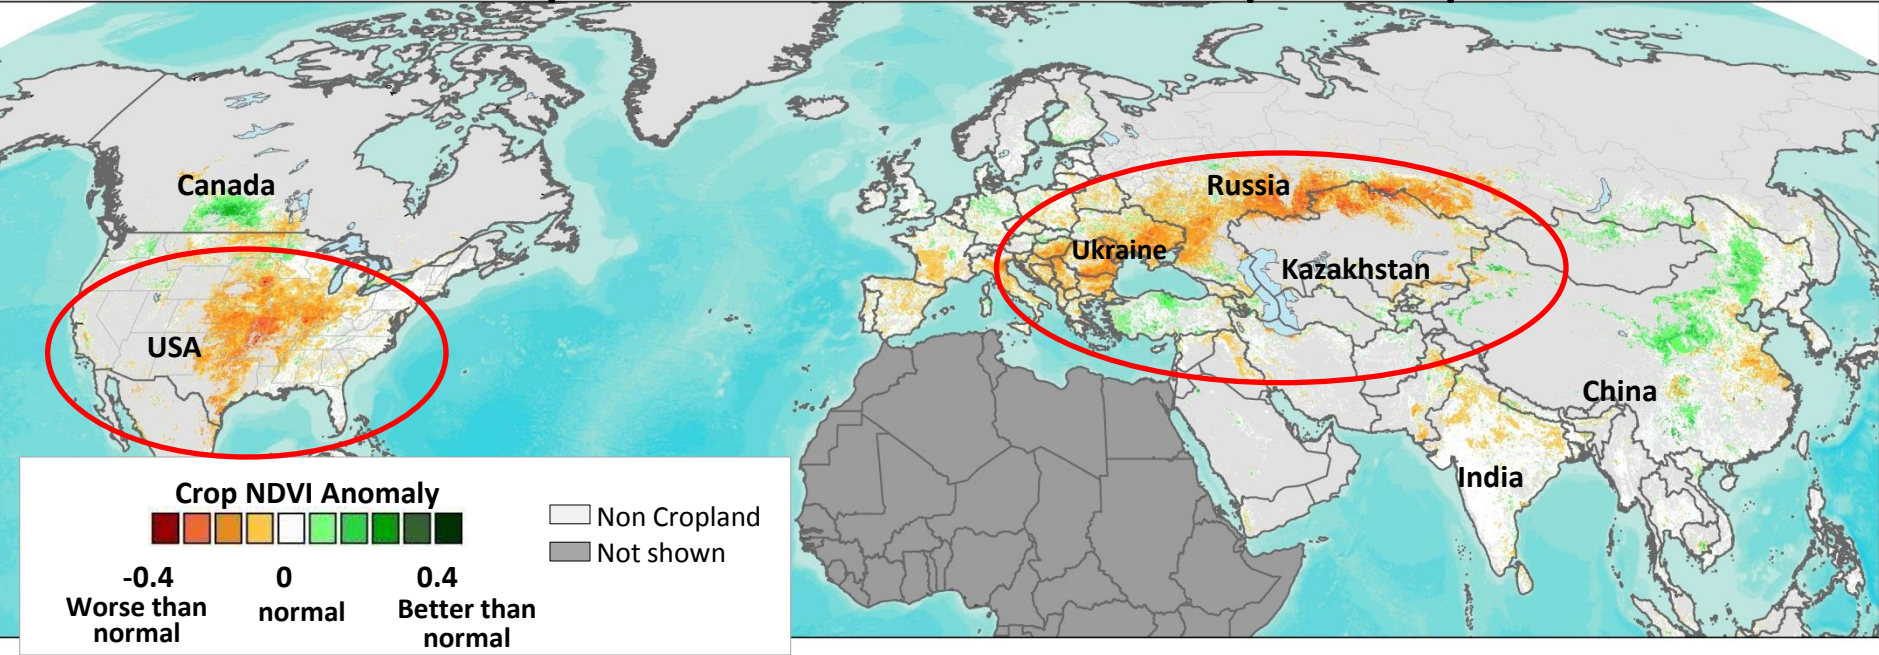 Canada
Russia
Ukraine
Kazakhstan
USA
China
India
Crop NDVI Anomaly
Non Cropland
Not shown
-0.4 0 0.4
Worse than normal Better than
normal normal